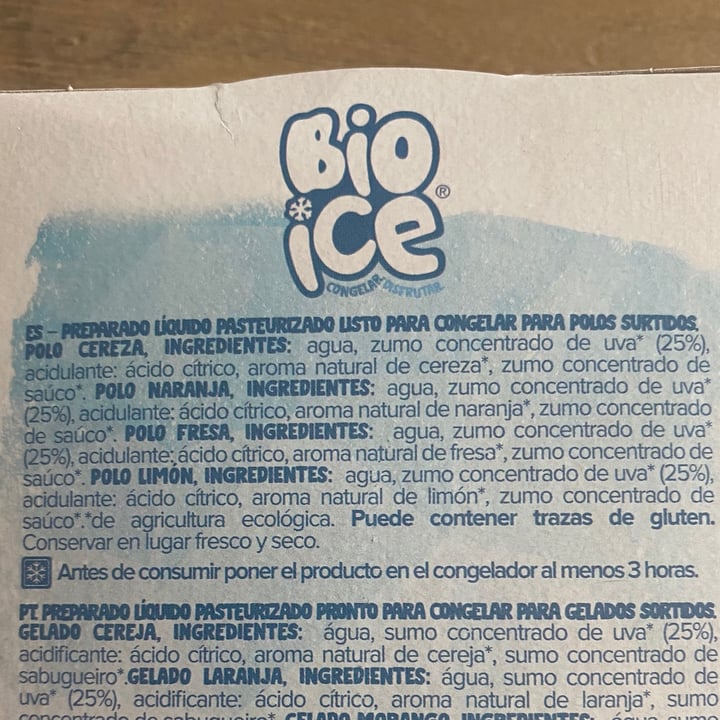 Bio
ice®
CONGELAR DISFRUTAR
ES – PREPARADO LÍQUIDO PASTEURIZADO LISTO PARA CONGELAR PARA POLOS SURTIDOS.
POLO CEREZA, INGREDIENTES: agua, zumo concentrado de uva* (25%),
acidulante: ácido cítrico, aroma natural de cereza*, zumo concentrado de
saúco*. POLO NARANJA, INGREDIENTES: agua, zumo concentrado de uva*
(25%), acidulante: ácido cítrico, aroma natural de naranja*, zumo concentrado
de saúco*. POLO FRESA, INGREDIENTES: agua, zumo concentrado de uva*
(25%), acidulante: ácido cítrico, aroma natural de fresa*, zumo concentrado de
saúco*. POLO LIMÓN, INGREDIENTES: agua, zumo concentrado de uva* (25%),
acidulante: ácido cítrico, aroma natural de limón*, zumo concentrado de
saúco*.*de agricultura ecológica. Puede contener trazas de gluten.
Conservar en lugar fresco y seco.
Antes de consumir poner el producto en el congelador al menos 3 horas.
PT. PREPARADO LÍQUIDO PASTEURIZADO PRONTO PARA CONGELAR PARA GELADOS SORTIDOS.
GELADO CEREJA, INGREDIENTES: água, sumo concentrado de uva* (25%),
acidificante: ácido cítrico, aroma natural de cereja*, sumo concentrado de
sabugueiro*.GELADO LARANJA, INGREDIENTES: água, sumo concentrado de
uva* (25%), acidificante: ácido cítrico, aroma natural de laranja*, sumo
concentrado de sabugueiro*. GELADO MORANGO, INGREDIENTES: